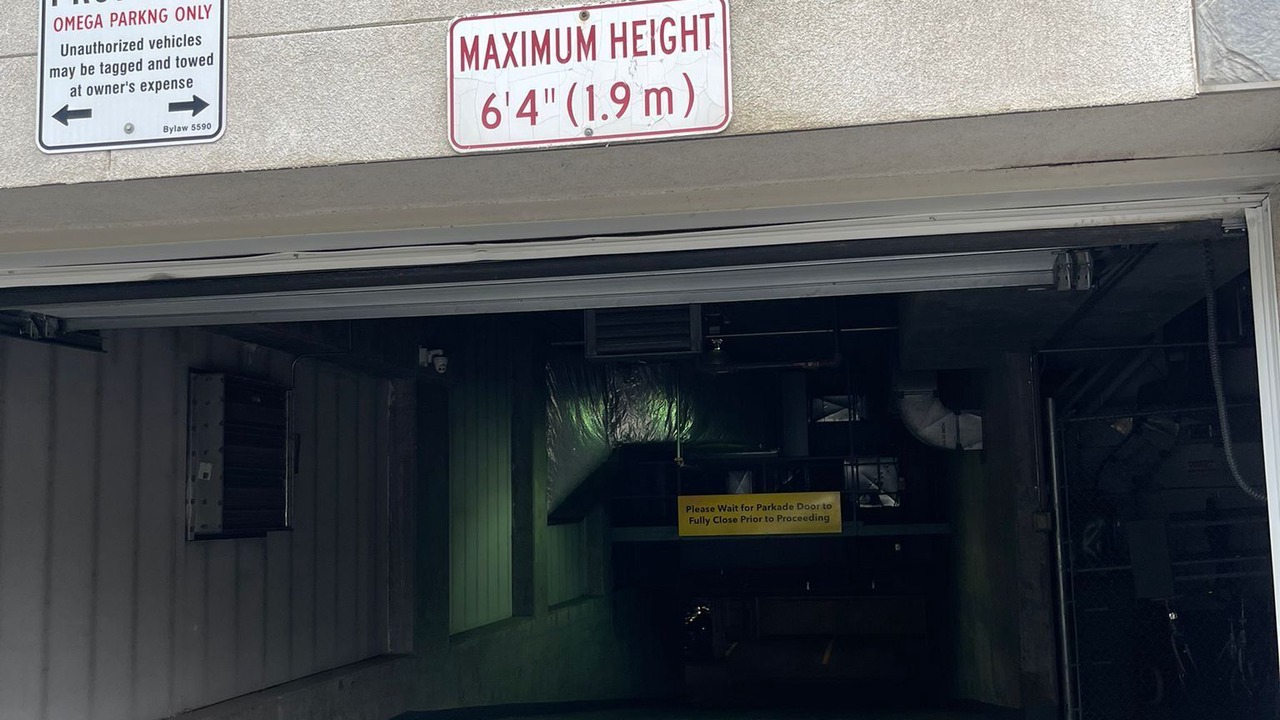 OMEGA PARKNG ONLY
Unauthorized vehicles
may be tagged and towed
at owner's expense
Bylaw 5590
MAXIMUM HEIGHT
6'4" (1.9 m)
Please Wait for Parkade Door to
Fully Close Prior to Proceeding